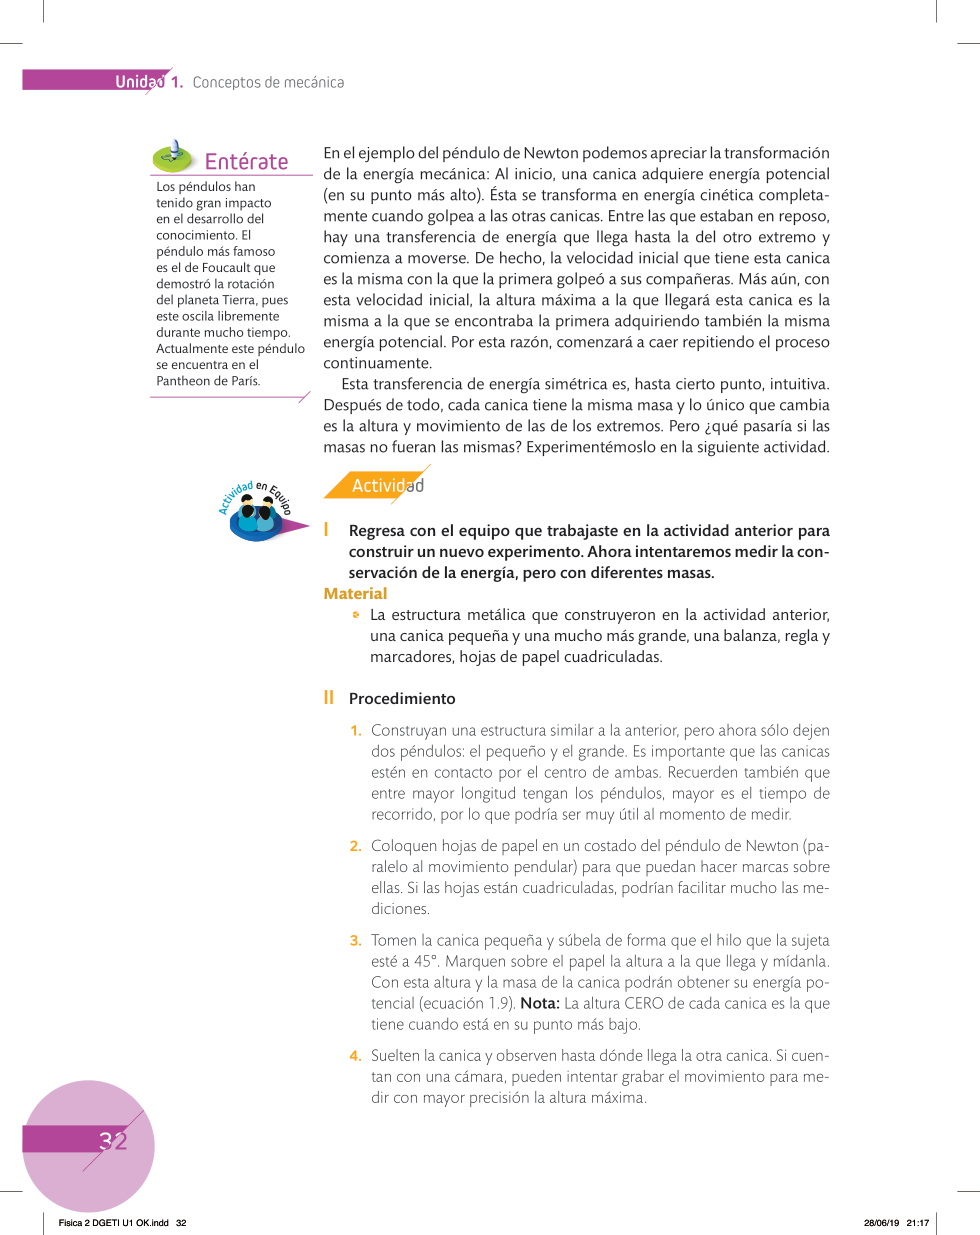 Unidad 1. Conceptos de mecánica
Entérate
Los péndulos han
tenido gran impacto
en el desarrollo del
conocimiento. El
péndulo más famoso
es el de Foucault que
demostró la rotación
del planeta Tierra, pues
este oscila libremente
durante mucho tiempo.
Actualmente este péndulo
se encuentra en el
Pantheon de París.
En el ejemplo del péndulo de Newton podemos apreciar la transformación
de la energía mecánica: Al inicio, una canica adquiere energía potencial
(en su punto más alto). Ésta se transforma en energía cinética completa-
mente cuando golpea a las otras canicas. Entre las que estaban en reposo,
hay una transferencia de energía que llega hasta la del otro extremo y
comienza a moverse. De hecho, la velocidad inicial que tiene esta canica
es la misma con la que la primera golpeó a sus compañeras. Más aún, con
esta velocidad inicial, la altura máxima a la que llegará esta canica es la
misma a la que se encontraba la primera adquiriendo también la misma
energía potencial. Por esta razón, comenzará a caer repitiendo el proceso
continuamente.
Esta transferencia de energía simétrica es, hasta cierto punto, intuitiva.
Después de todo, cada canica tiene la misma masa y lo único que cambia
es la altura y movimiento de las de los extremos. Pero ¿qué pasaría si las
masas no fueran las mismas? Experimentémoslo en la siguiente actividad.
Actividad en Equipo
Actividad
I Regresa con el equipo que trabajaste en la actividad anterior para
construir un nuevo experimento. Ahora intentaremos medir la con-
servación de la energía, pero con diferentes masas.
Material
La estructura metálica que construyeron en la actividad anterior,
una canica pequeña y una mucho más grande, una balanza, regla y
marcadores, hojas de papel cuadriculadas.
II Procedimiento
1. Construyan una estructura similar a la anterior, pero ahora sólo dejen
dos péndulos: el pequeño y el grande. Es importante que las canicas
estén en contacto por el centro de ambas. Recuerden también que
entre mayor longitud tengan los péndulos, mayor es el tiempo de
recorrido, por lo que podría ser muy útil al momento de medir.
2. Coloquen hojas de papel en un costado del péndulo de Newton (pa-
ralelo al movimiento pendular) para que puedan hacer marcas sobre
ellas. Si las hojas están cuadriculadas, podrían facilitar mucho las me-
diciones.
3. Tomen la canica pequeña y súbela de forma que el hilo que la sujeta
esté a 45°. Marquen sobre el papel la altura a la que llega y mídanla.
Con esta altura y la masa de la canica podrán obtener su energía po-
tencial (ecuación 1.9). Nota: La altura CERO de cada canica es la que
tiene cuando está en su punto más bajo.
4. Suelten la canica y observen hasta dónde llega la otra canica. Si cuen-
tan con una cámara, pueden intentar grabar el movimiento para me-
dir con mayor precisión la altura máxima.
32
Fisica 2 DGETI U1 OK.indd 32
28/06/19 21:17